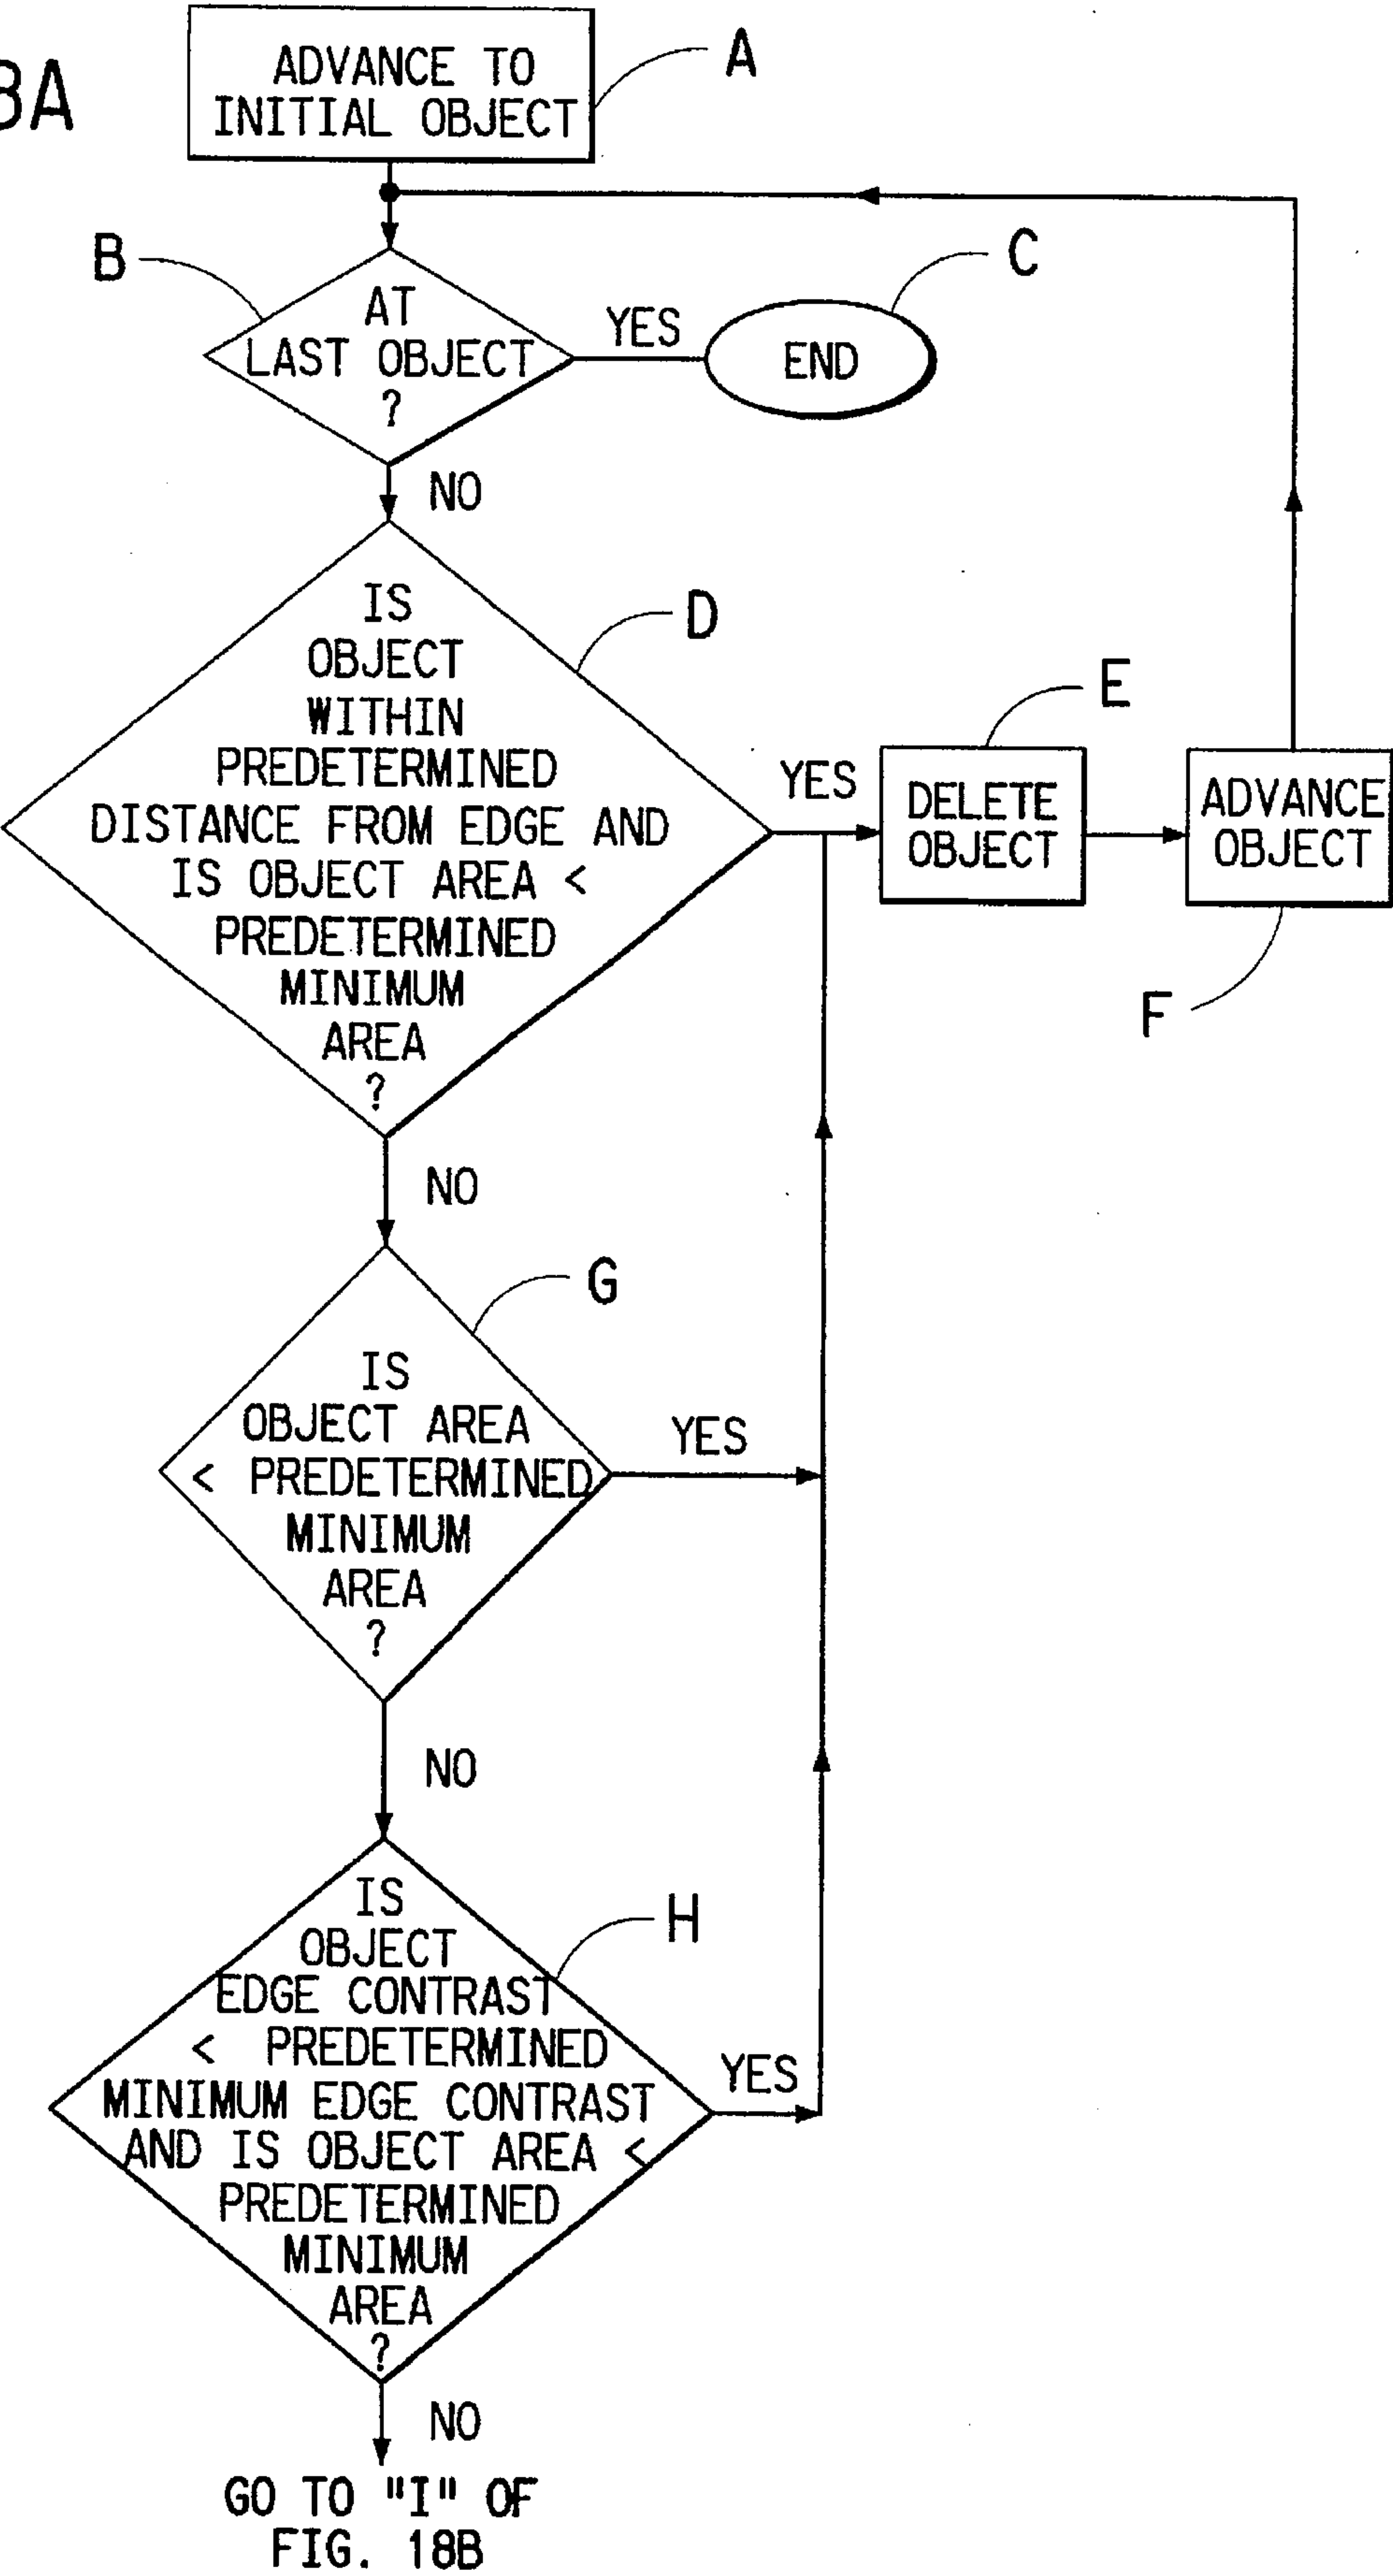 8A
ADVANCE TO
INITIAL OBJECT
A
B
AT
LAST OBJECT
?
YES
END
C
NO
IS
OBJECT
WITHIN
PREDETERMINED
DISTANCE FROM EDGE AND
IS OBJECT AREA <
PREDETERMINED
MINIMUM
AREA
?
D
YES
DELETE
OBJECT
E
ADVANCE
OBJECT
F
NO
IS
OBJECT AREA
< PREDETERMINED
MINIMUM
AREA
?
G
YES
NO
IS
OBJECT
EDGE CONTRAST
< PREDETERMINED
MINIMUM EDGE CONTRAST
AND IS OBJECT AREA <
PREDETERMINED
MINIMUM
AREA
?
H
YES
NO
GO TO "I" OF
FIG. 18B